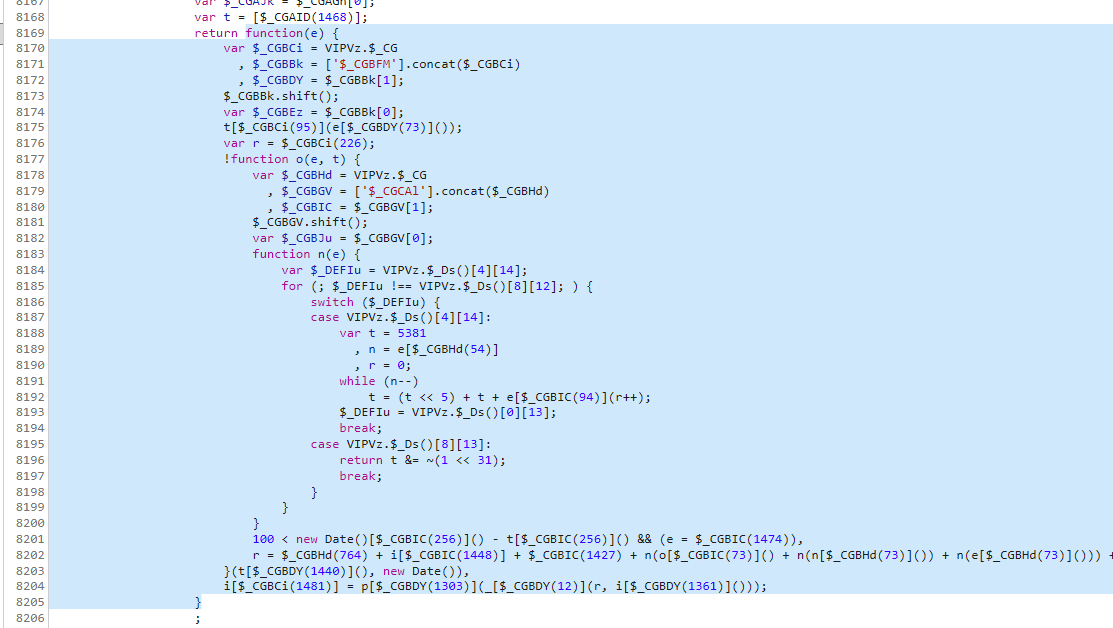 8167 var $_CGAJk = $_CGAGh[0];
8168 var t = [$_CGAID(1468)];
8169 return function(e) {
8170 var $_CGBCi = VIPVz.$_CG
8171 , $_CGBBk = ['$_CGBFM'].concat($_CGBCi)
8172 , $_CGBDY = $_CGBBk[1];
8173 $_CGBBk.shift();
8174 var $_CGBEz = $_CGBBk[0];
8175 t[$_CGBCi(95)](e[$_CGBDY(73)]());
8176 var r = $_CGBCi(226);
8177 !function o(e, t) {
8178 var $_CGBHd = VIPVz.$_CG
8179 , $_CGBGV = ['$_CGCAl'].concat($_CGBHd)
8180 , $_CGBIC = $_CGBGV[1];
8181 $_CGBGV.shift();
8182 var $_CGBJu = $_CGBGV[0];
8183 function n(e) {
8184 var $_DEFIu = VIPVz.$_Ds()[4][14];
8185 for (; $_DEFIu !== VIPVz.$_Ds()[8][12]; ) {
8186 switch ($_DEFIu) {
8187 case VIPVz.$_Ds()[4][14]:
8188 var t = 5381
8189 , n = e[$_CGBHd(54)]
8190 , r = 0;
8191 while (n--)
8192 t = (t << 5) + t + e[$_CGBIC(94)](r++);
8193 $_DEFIu = VIPVz.$_Ds()[0][13];
8194 break;
8195 case VIPVz.$_Ds()[8][13]:
8196 return t &= ~(1 << 31);
8197 break;
8198 }
8199 }
8200 }
8201 100 < new Date()[$_CGBIC(256)]() - t[$_CGBIC(256)]() && (e = $_CGBIC(1474)),
8202 r = $_CGBHd(764) + i[$_CGBIC(1448)] + $_CGBIC(1427) + n(o[$_CGBIC(73)]() + n(n[$_CGBHd(73)]()) + n(e[$_CGBHd(73)]())) +
8203 }(t[$_CGBDY(1440)](), new Date()),
8204 i[$_CGBCi(1481)] = p[$_CGBDY(1303)](_[$_CGBDY(12)](r, i[$_CGBDY(1361)]()));
8205 }
8206 ;